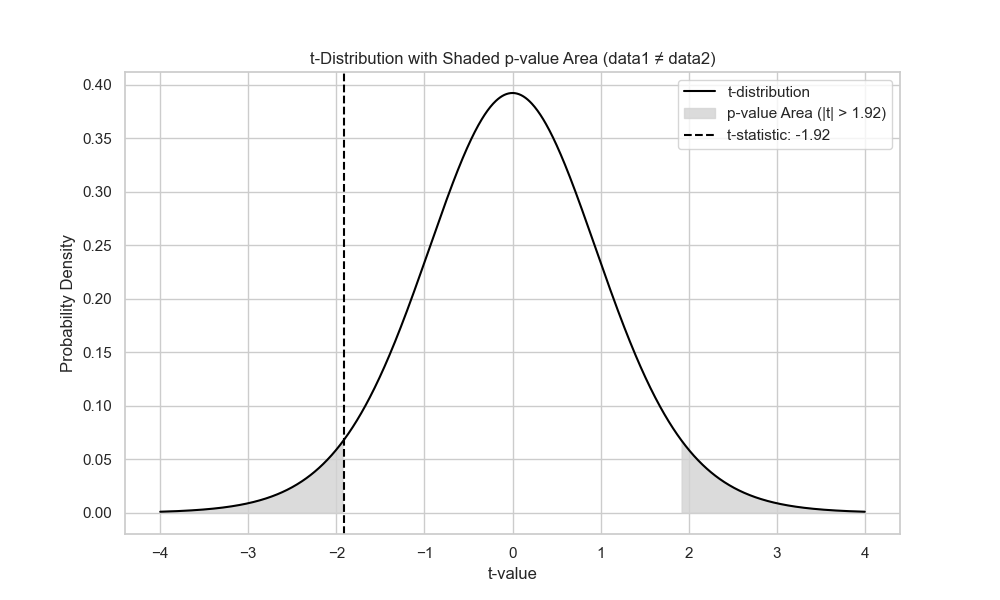 t-Distribution with Shaded p-value Area (data1 ≠ data2)
t-distribution
p-value Area (|t| > 1.92)
t-statistic: -1.92
Probability Density
0.40
0.35
0.30
0.25
0.20
0.15
0.10
0.05
0.00
−4 −3 −2 −1 0 1 2 3 4
t-value